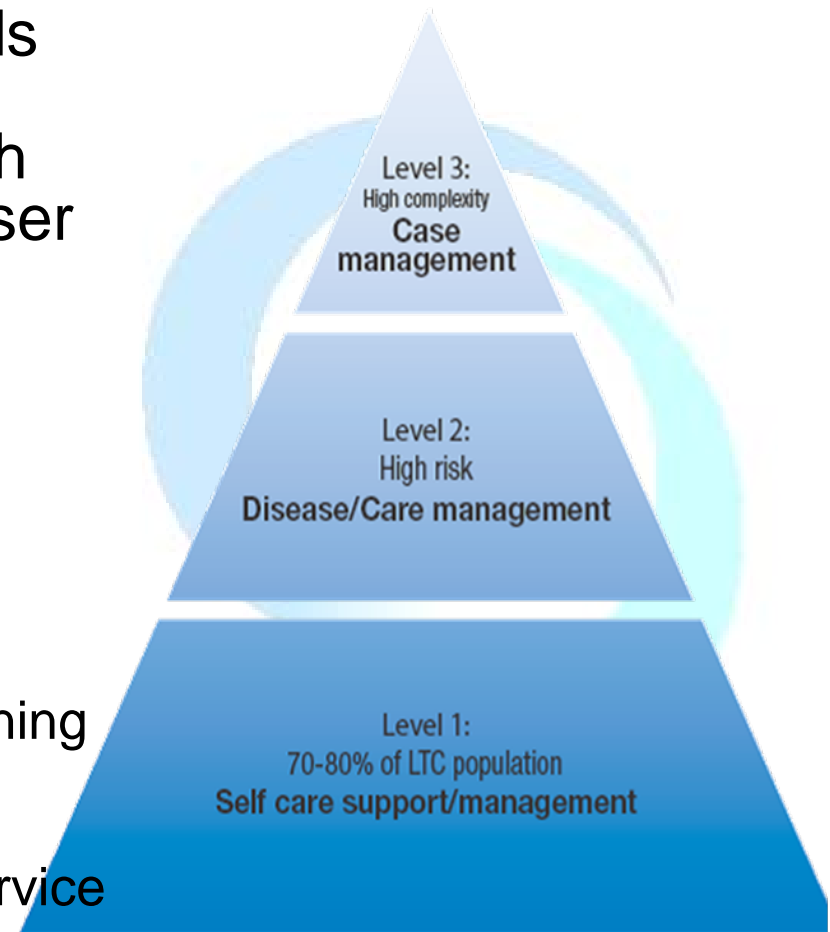 ls
h
ser
Level 3:
High complexity
Case
management
Level 2:
High risk
Disease/Care management
ning
Level 1:
70-80% of LTC population
Self care support/management
rvice